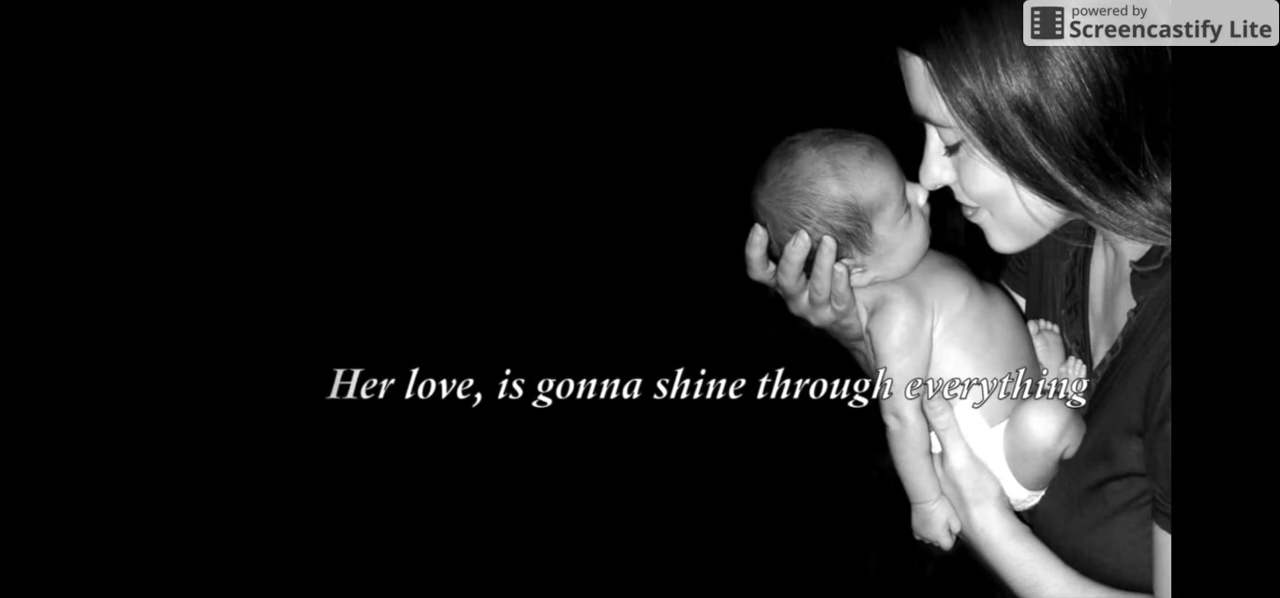 powered by
Screencastify Lite
Her love, is gonna shine through everything